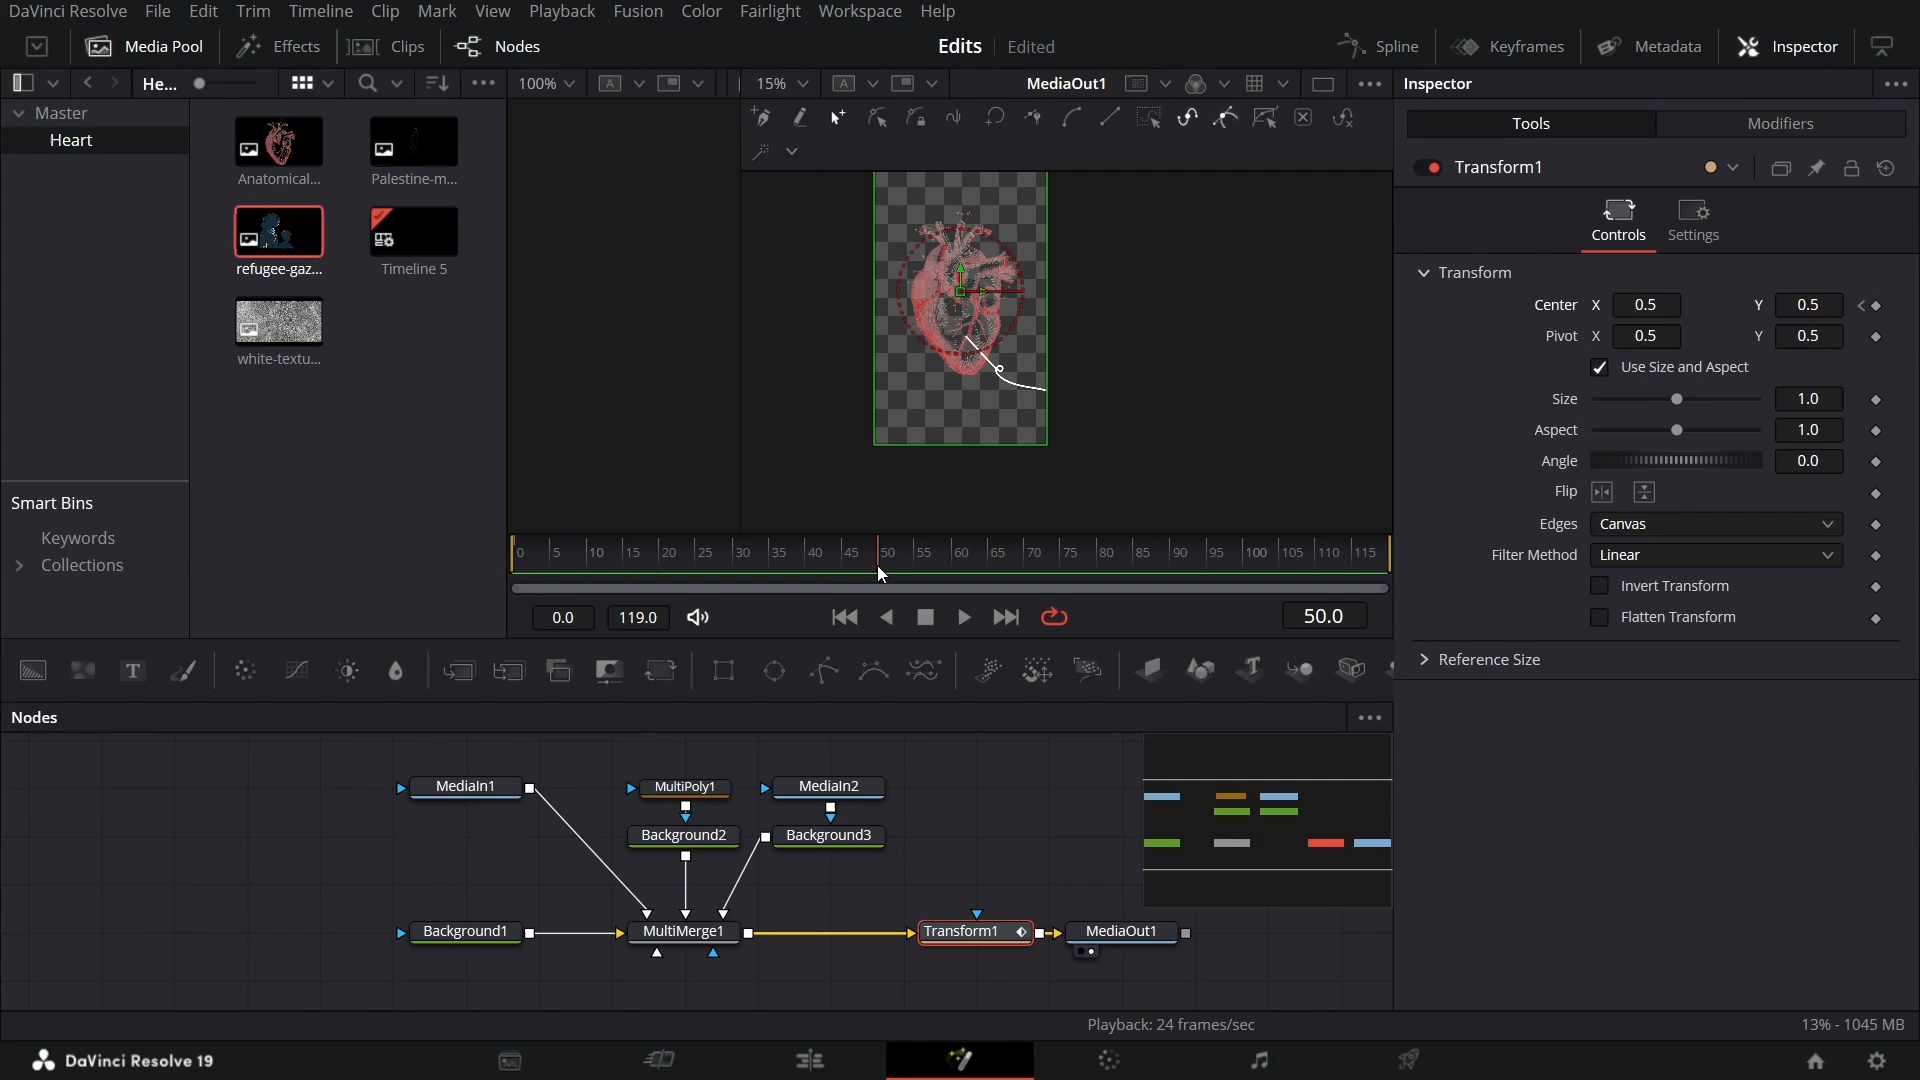 DaVinci Resolve File Edit Trim Timeline Clip Mark View Playback Fusion Color Fairlight Workspace Help
Media Pool Effects Clips Nodes Edits Edited Spline Keyframes Metadata Inspector
He... 100% 15% MediaOut1 Inspector
Master
Heart
Anatomical... Palestine-m...
refugee-gaz... Timeline 5
white-textu...
Smart Bins
Keywords
Collections
Tools Modifiers
Transform1
Controls Settings
Transform
Center X 0.5 Y 0.5
Pivot X 0.5 Y 0.5
Use Size and Aspect
Size 1.0
Aspect 1.0
Angle 0.0
Flip
Edges Canvas
Filter Method Linear
Invert Transform
Flatten Transform
Reference Size
0 5 10 15 20 25 30 35 40 45 50 55 60 65 70 75 80 85 90 95 100 105 110 115
0.0 119.0 50.0
Nodes
MediaIn1 MultiPoly1 MediaIn2
Background2 Background3
Background1 MultiMerge1 Transform1 MediaOut1
Playback: 24 frames/sec 13% - 1045 MB
DaVinci Resolve 19